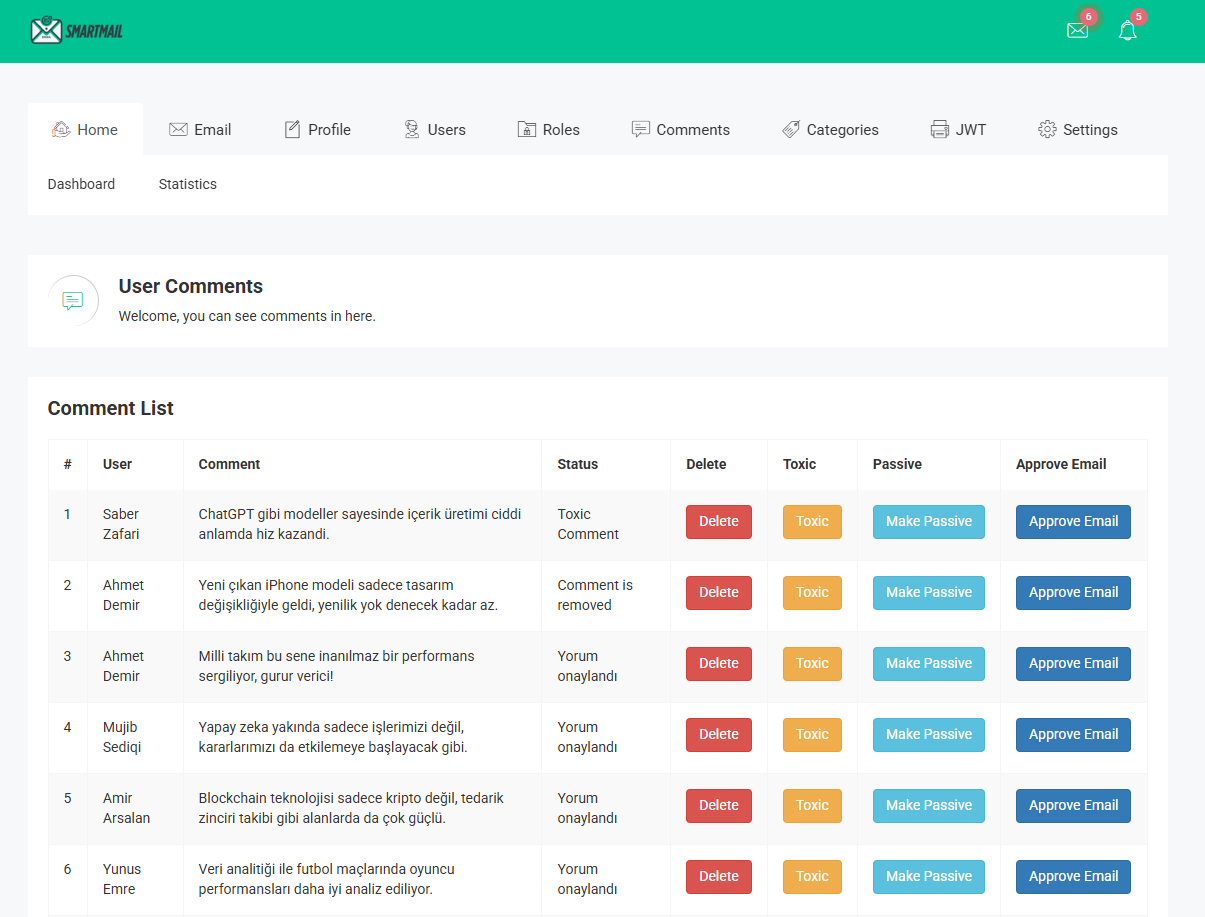 SMARTMAIL
6
5
Home
Email
Profile
Users
Roles
Comments
Categories
JWT
Settings
Dashboard
Statistics
User Comments
Welcome, you can see comments in here.
Comment List
# User Comment Status Delete Toxic Passive Approve Email
1 Saber ChatGPT gibi modeller sayesinde içerik üretimi ciddi Toxic Delete Toxic Make Passive Approve Email
Zafari anlamda hiz kazandi. Comment
2 Ahmet Yeni çıkan iPhone modeli sadece tasarım Comment is Delete Toxic Make Passive Approve Email
Demir değişikliğiyle geldi, yenilik yok denecek kadar az. removed
3 Ahmet Milli takım bu sene inanılmaz bir performans Yorum Delete Toxic Make Passive Approve Email
Demir sergiliyor, gurur verici! onaylandı
4 Mujib Yapay zeka yakında sadece işlerimizi değil, Yorum Delete Toxic Make Passive Approve Email
Sediqi kararlarımızı da etkilemeye başlayacak gibi. onaylandı
5 Amir Blockchain teknolojisi sadece kripto değil, tedarik Yorum Delete Toxic Make Passive Approve Email
Arsalan zinciri takibi gibi alanlarda da çok güçlü. onaylandı
6 Yunus Veri analitiği ile futbol maçlarında oyuncu Yorum Delete Toxic Make Passive Approve Email
Emre performansları daha iyi analiz ediliyor. onaylandı